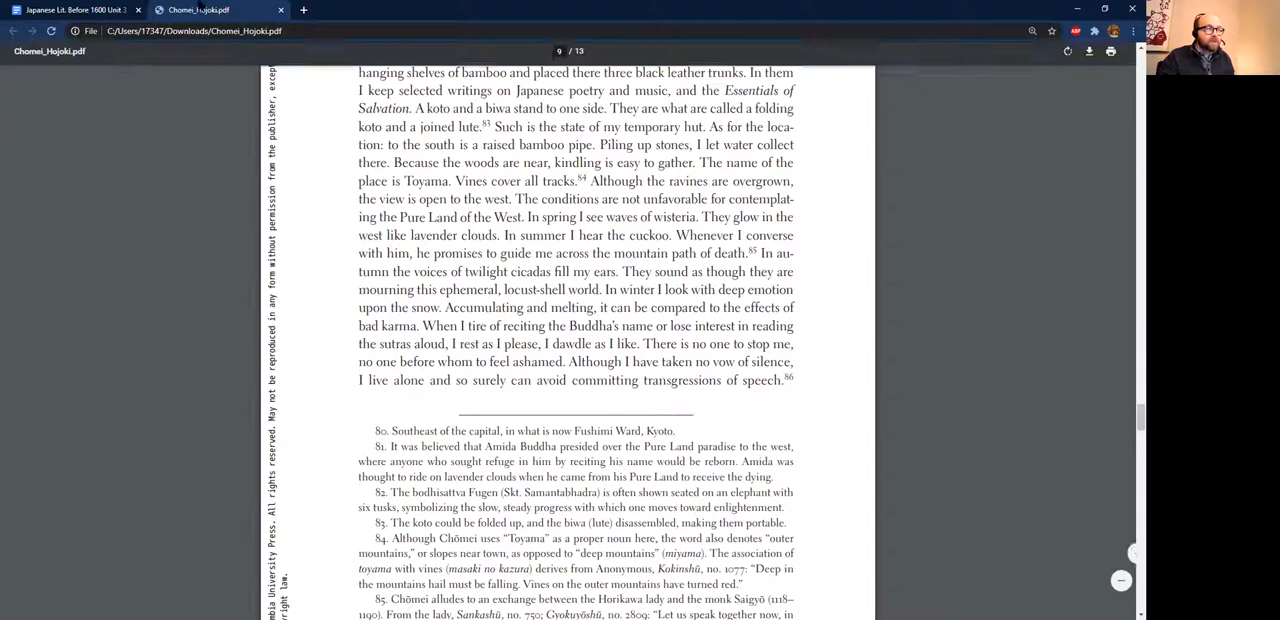 Japanese Lit. Before 1600 Unit 3
Chomei_Hojoki.pdf
File C:/Users/17347/Downloads/Chomei_Hojoki.pdf
ABP
Chomei_Hojoki.pdf
9 / 13
hanging shelves of bamboo and placed there three black leather trunks. In them
I keep selected writings on Japanese poetry and music, and the Essentials of
Salvation. A koto and a biwa stand to one side. They are what are called a folding
koto and a joined lute.83 Such is the state of my temporary hut. As for the loca-
tion: to the south is a raised bamboo pipe. Piling up stones, I let water collect
there. Because the woods are near, kindling is easy to gather. The name of the
place is Toyama. Vines cover all tracks.84 Although the ravines are overgrown,
the view is open to the west. The conditions are not unfavorable for contemplat-
ing the Pure Land of the West. In spring I see waves of wisteria. They glow in the
west like lavender clouds. In summer I hear the cuckoo. Whenever I converse
with him, he promises to guide me across the mountain path of death.85 In au-
tumn the voices of twilight cicadas fill my ears. They sound as though they are
mourning this ephemeral, locust-shell world. In winter I look with deep emotion
upon the snow. Accumulating and melting, it can be compared to the effects of
bad karma. When I tire of reciting the Buddha's name or lose interest in reading
the sutras aloud, I rest as I please, I dawdle as I like. There is no one to stop me,
no one before whom to feel ashamed. Although I have taken no vow of silence,
I live alone and so surely can avoid committing transgressions of speech.86
80. Southeast of the capital, in what is now Fushimi Ward, Kyoto.
81. It was believed that Amida Buddha presided over the Pure Land paradise to the west,
where anyone who sought refuge in him by reciting his name would be reborn. Amida was
thought to ride on lavender clouds when he came from his Pure Land to receive the dying.
82. The bodhisattva Fugen (Skt. Samantabhadra) is often shown seated on an elephant with
six tusks, symbolizing the slow, steady progress with which one moves toward enlightenment.
83. The koto could be folded up, and the biwa (lute) disassembled, making them portable.
84. Although Chōmei uses "Toyama" as a proper noun here, the word also denotes "outer
mountains," or slopes near town, as opposed to "deep mountains" (miyama). The association of
toyama with vines (masaki no kazura) derives from Anonymous, Kokinshū, no. 1077: "Deep in
the mountains hail must be falling. Vines on the outer mountains have turned red."
85. Chōmei alludes to an exchange between the Horikawa lady and the monk Saigyō (1118–
1190). From the lady, Sankashū, no. 750; Gyokuyōshū, no. 2809: "Let us speak together now, in
mbia University Press. All rights reserved. May not be reproduced in any form without permission from the publisher, excep
yright law.